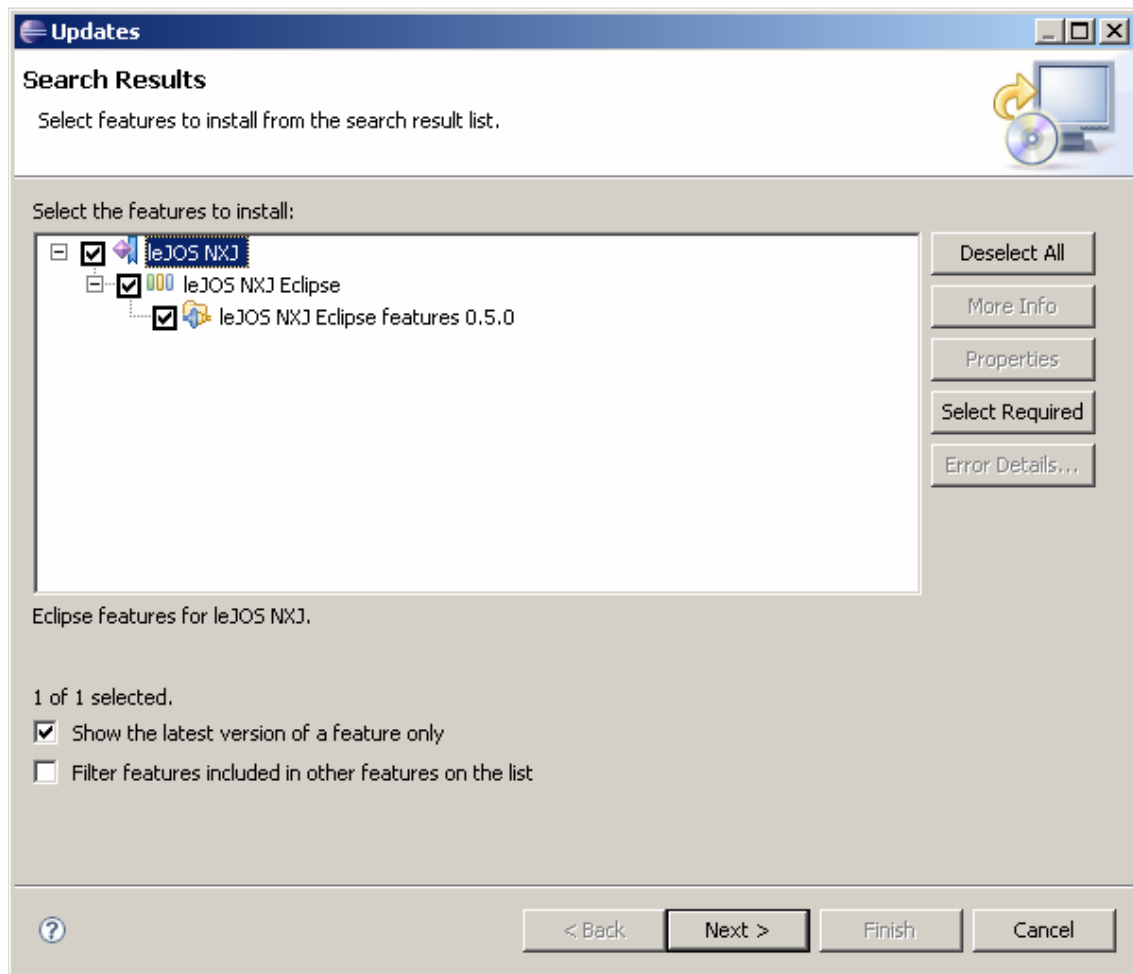 Updates
Search Results
Select features to install from the search result list.
Select the features to install:
leJOS NXJ
leJOS NXJ Eclipse
leJOS NXJ Eclipse features 0.5.0
Deselect All
More Info
Properties
Select Required
Error Details...
Eclipse features for leJOS NXJ.
1 of 1 selected.
Show the latest version of a feature only
Filter features included in other features on the list
?
< Back
Next >
Finish
Cancel